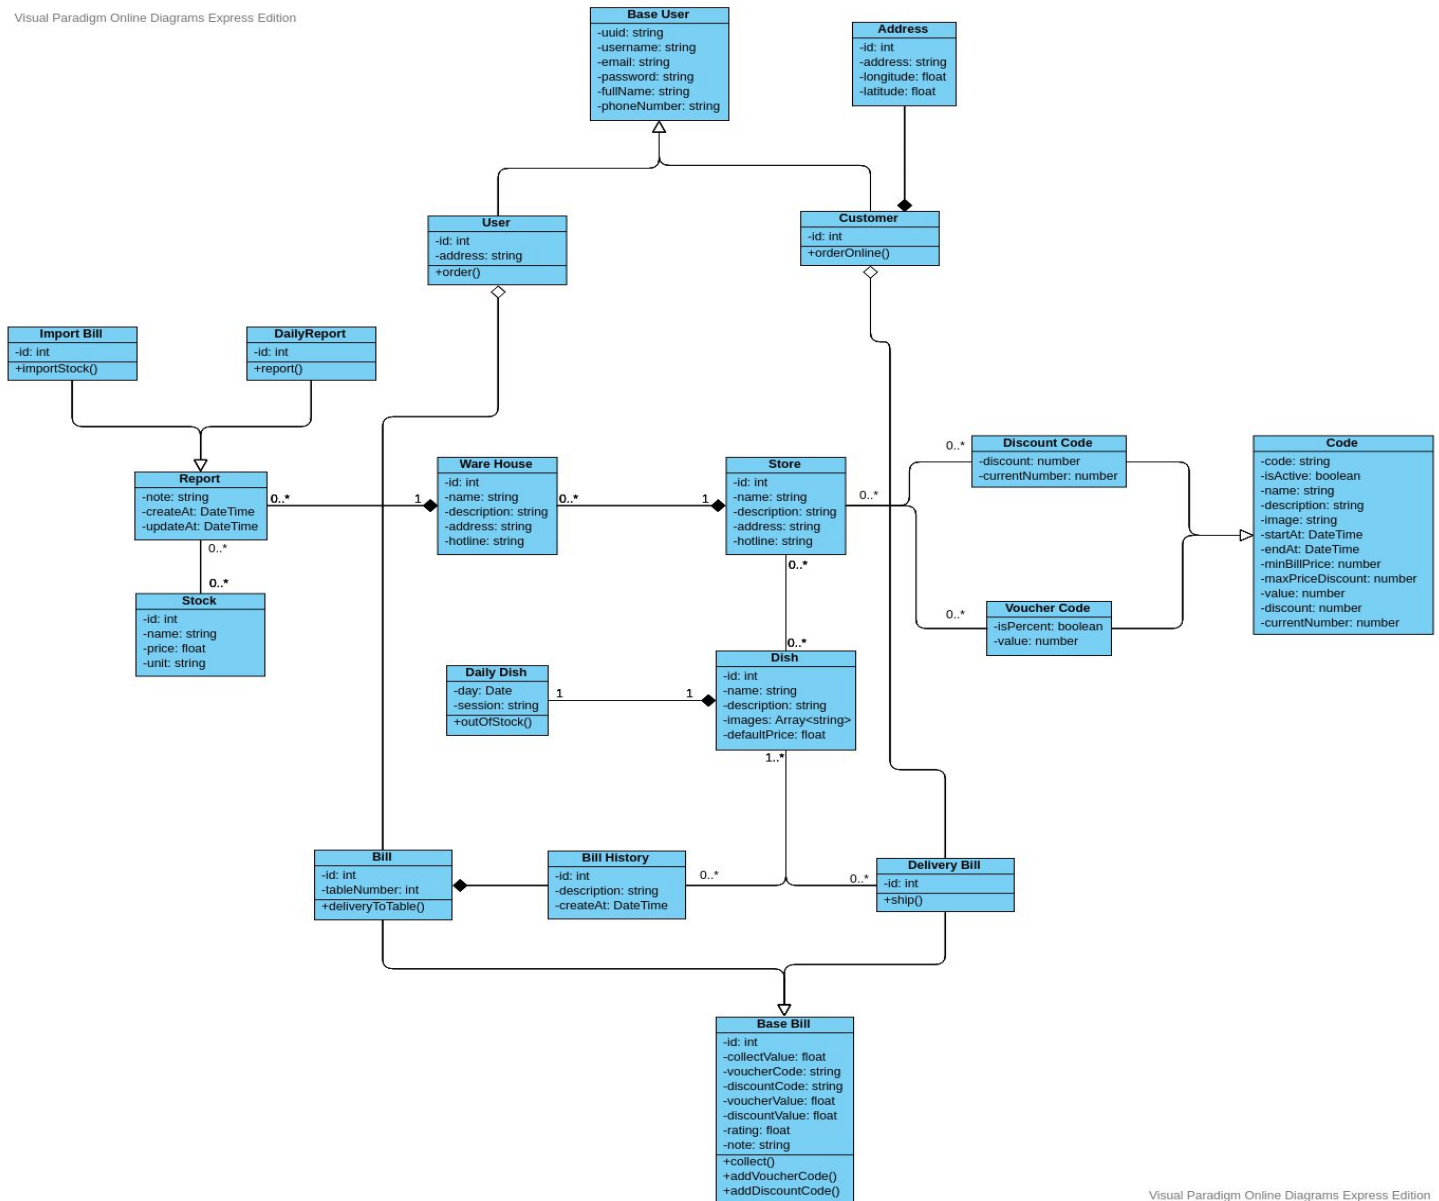 Visual Paradigm Online Diagrams Express Edition
Base User
-uuid: string
-username: string
-email: string
-password: string
-fullName: string
-phoneNumber: string
Address
-id: int
-address: string
-longitude: float
-latitude: float
User
-id: int
-address: string
+order()
Customer
-id: int
+orderOnline()
Import Bill
-id: int
+importStock()
DailyReport
-id: int
+report()
Report
-note: string
-createAt: DateTime
-updateAt: DateTime
0..*
1
Ware House
-id: int
-name: string
-description: string
-address: string
-hotline: string
0..*
1
Store
-id: int
-name: string
-description: string
-address: string
-hotline: string
0..*
0..*
Discount Code
-discount: number
-currentNumber: number
Code
-code: string
-isActive: boolean
-name: string
-description: string
-image: string
-startAt: DateTime
-endAt: DateTime
-minBillPrice: number
-maxPriceDiscount: number
-value: number
-discount: number
-currentNumber: number
0..*
0..*
Stock
-id: int
-name: string
-price: float
-unit: string
0..*
0..*
0..*
Voucher Code
-isPercent: boolean
-value: number
Daily Dish
-day: Date
-session: string
+outOfStock()
1
1
Dish
-id: int
-name: string
-description: string
-images: Array<string>
-defaultPrice: float
1..*
Bill
-id: int
-tableNumber: int
+deliveryToTable()
Bill History
-id: int
-description: string
-createAt: DateTime
0..*
0..*
Delivery Bill
-id: int
+ship()
Base Bill
-id: int
-collectValue: float
-voucherCode: string
-discountCode: string
-voucherValue: float
-discountValue: float
-rating: float
-note: string
+collect()
+addVoucherCode()
+addDiscountCode()
Visual Paradigm Online Diagrams Express Edition